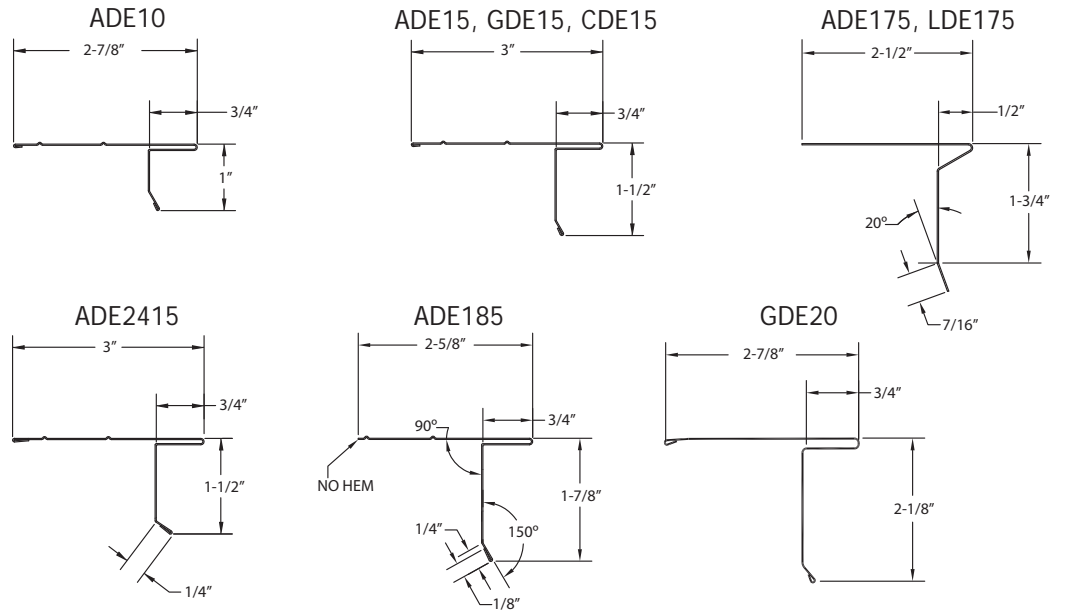 ADE10
2-7/8”
3/4”
1”
ADE15, GDE15, CDE15
3”
3/4”
1-1/2”
ADE175, LDE175
2-1/2”
1/2”
1-3/4”
20º
7/16”
ADE2415
3”
3/4”
1-1/2”
1/4”
ADE185
2-5/8”
3/4”
90º
NO HEM
1-7/8”
1/4”
150º
1/8”
GDE20
2-7/8”
3/4”
2-1/8”